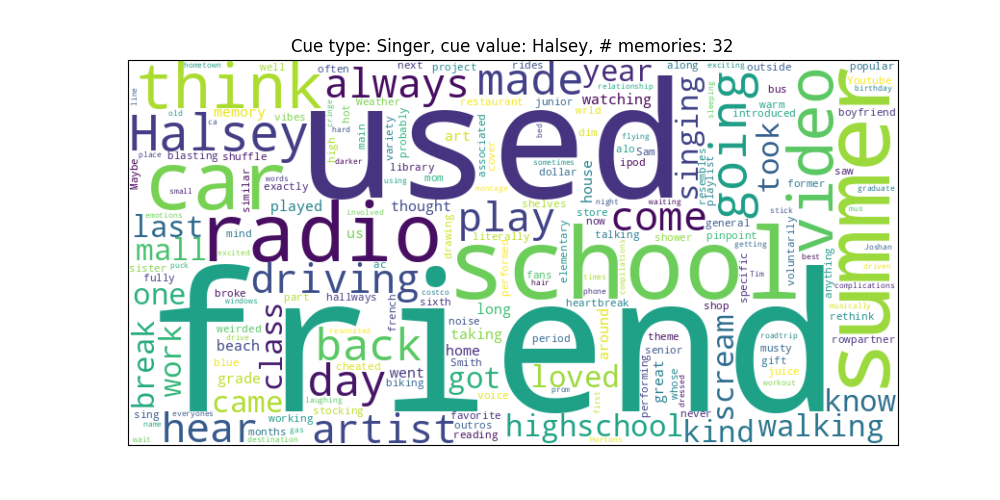 Cue type: Singer, cue value: Halsey, # memories: 32
think
always
made
year
used
Halsey
car
radio
friend
school
summer
video
going
singing
took
play
come
driving
last
mall
one
break
work
class
back
day
got
loved
came
hear
artist
highschool
kind
walking
know
scream
hometown
well
often
next
project
rides
along
exciting
outside
popular
Youtube
birthday
boyfriend
relationship
watching
junior
restaurant
Weather
memory
vibes
old
line
ca
cringe
hot
hard
high
main
darker
variety
probably
art
associated
cover
wrld
dim
bed
flying
alo
Sam
ipod
sleeping
bus
warm
introduced
place
blasting
shuffle
Maybe
words
small
similar
exactly
library
mom
using
sometimes
dollar
house
resemble
playlist
former
saw
graduate
mus
stick
voluntarily
played
involved
thought
us
drawing
shelves
literally
performed
store
now
night
waiting
talking
shower
general
pinpoint
getting
best
Joshan
driven
emotions
mind
excited
sister
puck
fully
ac
fans
hair
elementary
times
phone
compilations
specific
Tim
anything
complications
musically
broke
windows
costco
part
hallways
french
sixth
long
heartbreak
shop
roadtrip
rethink
rowpartner
weirded
drive
resonated
beach
noise
taking
around
period
theme
senior
musty
gift
juice
workout
blue
grade
cheated
home
Smith
went
biking
voice
prom
first
performing
great
whose
dressed
never
laughing
stocking
favorite
outros
reading
sing
everyones
name
working
months
gas
wait
destination